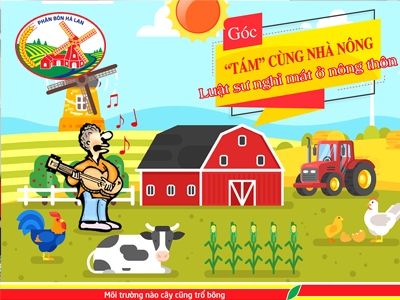 PHÂN BÓN HÀ LAN
Góc
"TÁM" CÙNG NHÀ NÔNG
Luật sư nghỉ mát ở nông thôn
Môi trường nào cây cũng trổ bông